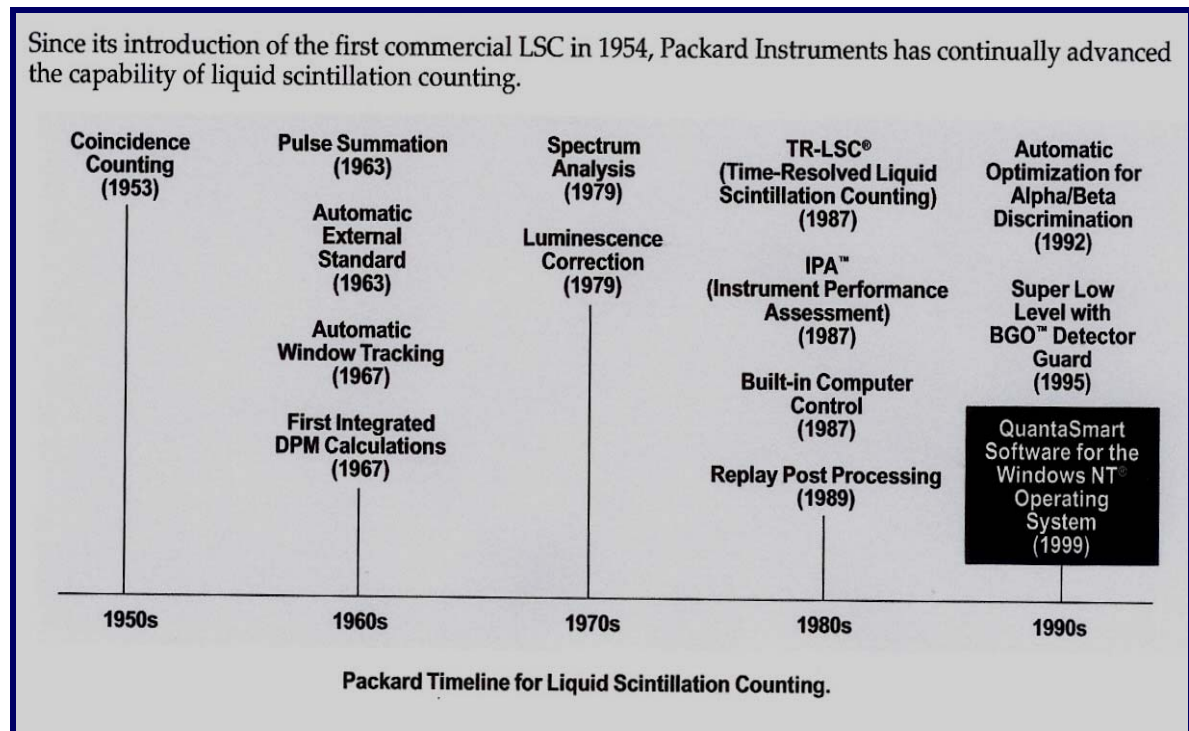 Since its introduction of the first commercial LSC in 1954, Packard Instruments has continually advanced
the capability of liquid scintillation counting.
Coincidence
Counting
(1953)
Pulse Summation
(1963)
Automatic
External
Standard
(1963)
Automatic
Window Tracking
(1967)
First Integrated
DPM Calculations
(1967)
Spectrum
Analysis
(1979)
Luminescence
Correction
(1979)
TR-LSC®
(Time-Resolved Liquid
Scintillation Counting)
(1987)
IPA™
(Instrument Performance
Assessment)
(1987)
Built-in Computer
Control
(1987)
Replay Post Processing
(1989)
Automatic
Optimization for
Alpha/Beta
Discrimination
(1992)
Super Low
Level with
BGO™ Detector
Guard
(1995)
QuantaSmart
Software for the
Windows NT®
Operating
System
(1999)
1950s
1960s
1970s
1980s
1990s
Packard Timeline for Liquid Scintillation Counting.